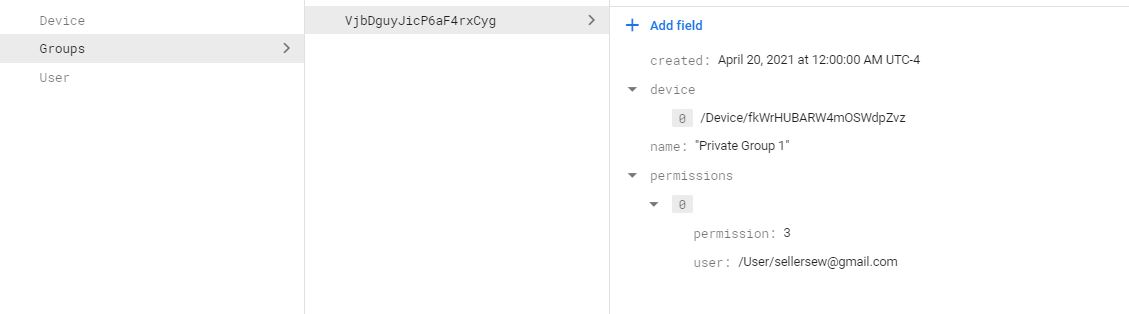 Device
Groups
User
VjbDguyJicP6aF4rxCyg
Add field
created: April 20, 2021 at 12:00:00 AM UTC-4
device
0 /Device/fkWrHUBARW4mOSWdpZvz
name: "Private Group 1"
permissions
0
permission: 3
user: /User/sellersew@gmail.com